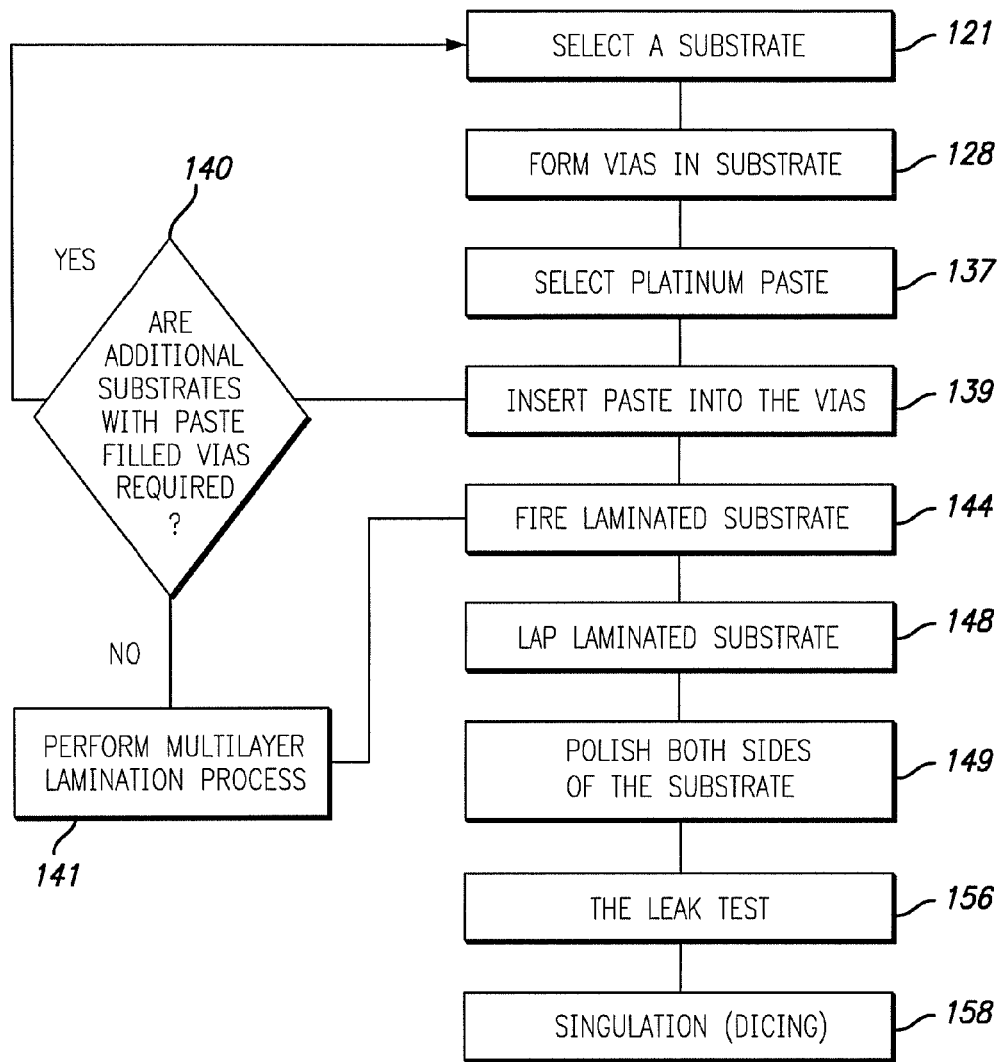 SELECT A SUBSTRATE
121
FORM VIAS IN SUBSTRATE
128
SELECT PLATINUM PASTE
137
INSERT PASTE INTO THE VIAS
139
140
YES
ARE
ADDITIONAL
SUBSTRATES
WITH PASTE
FILLED VIAS
REQUIRED
?
NO
PERFORM MULTILAYER
LAMINATION PROCESS
141
FIRE LAMINATED SUBSTRATE
144
LAP LAMINATED SUBSTRATE
148
POLISH BOTH SIDES
OF THE SUBSTRATE
149
THE LEAK TEST
156
SINGULATION (DICING)
158